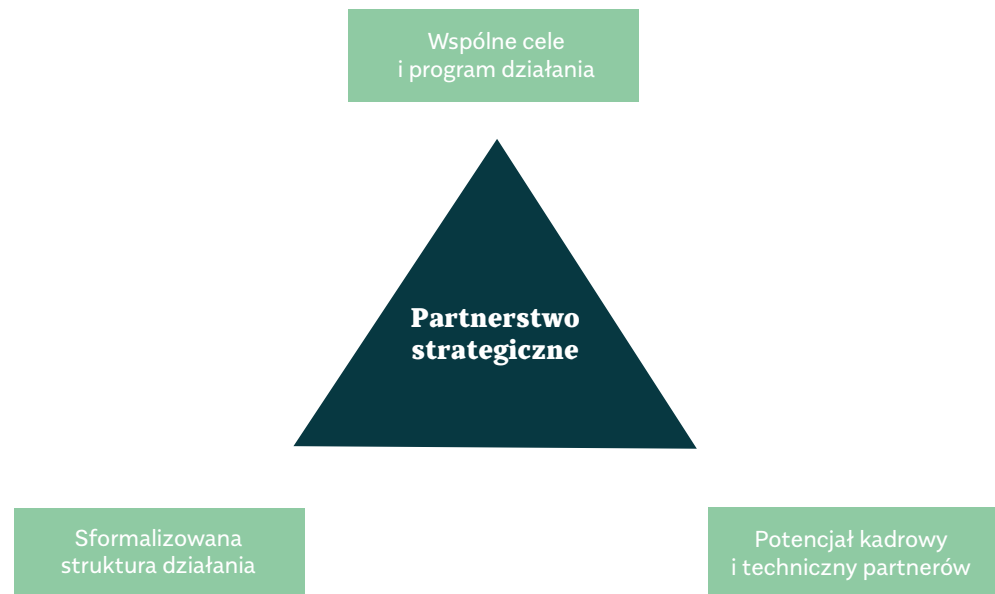 Wspólne cele
i program działania
Partnerstwo
strategiczne
Sformalizowana
struktura działania
Potencjał kadrowy
i techniczny partnerów